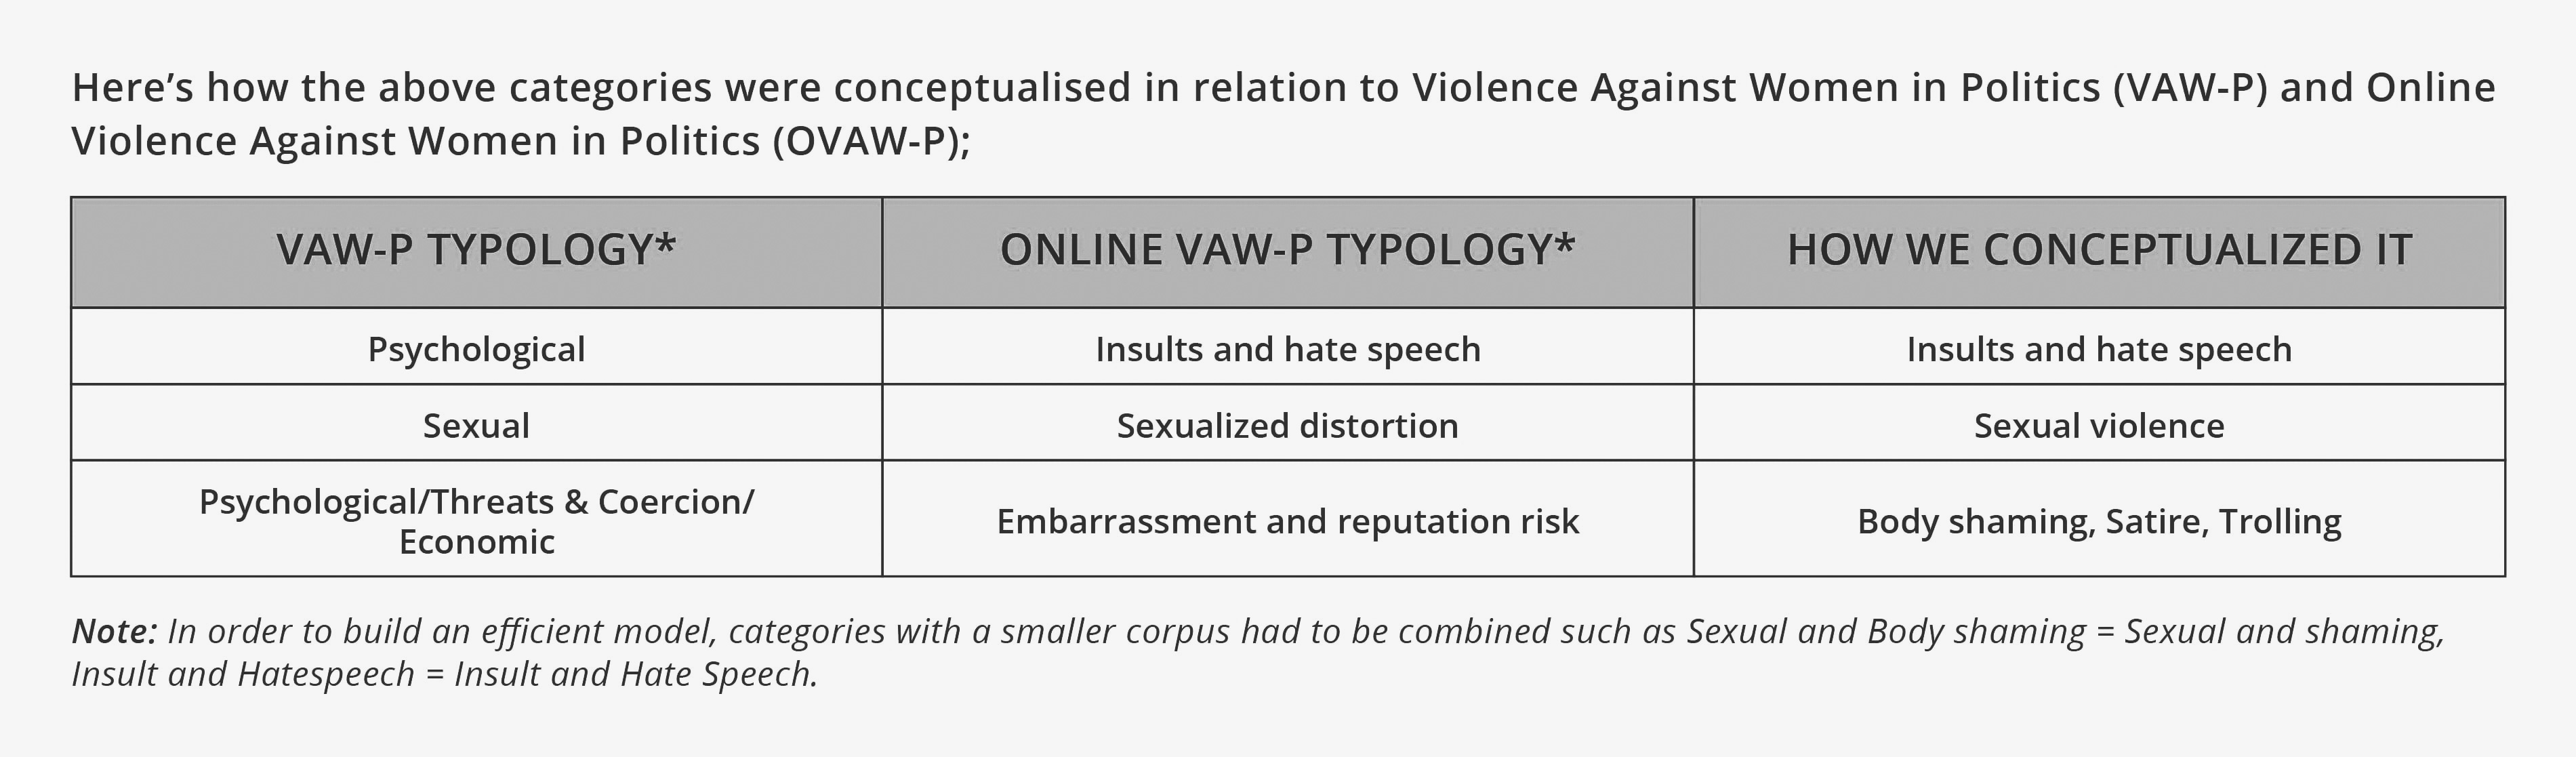 Here’s how the above categories were conceptualised in relation to Violence Against Women in Politics (VAW-P) and Online
Violence Against Women in Politics (OVAW-P);
VAW-P TYPOLOGY* ONLINE VAW-P TYPOLOGY* HOW WE CONCEPTUALIZED IT
Psychological Insults and hate speech Insults and hate speech
Sexual Sexualized distortion Sexual violence
Psychological/Threats & Coercion/
Economic Embarrassment and reputation risk Body shaming, Satire, Trolling
Note: In order to build an efficient model, categories with a smaller corpus had to be combined such as Sexual and Body shaming = Sexual and shaming,
Insult and Hatespeech = Insult and Hate Speech.